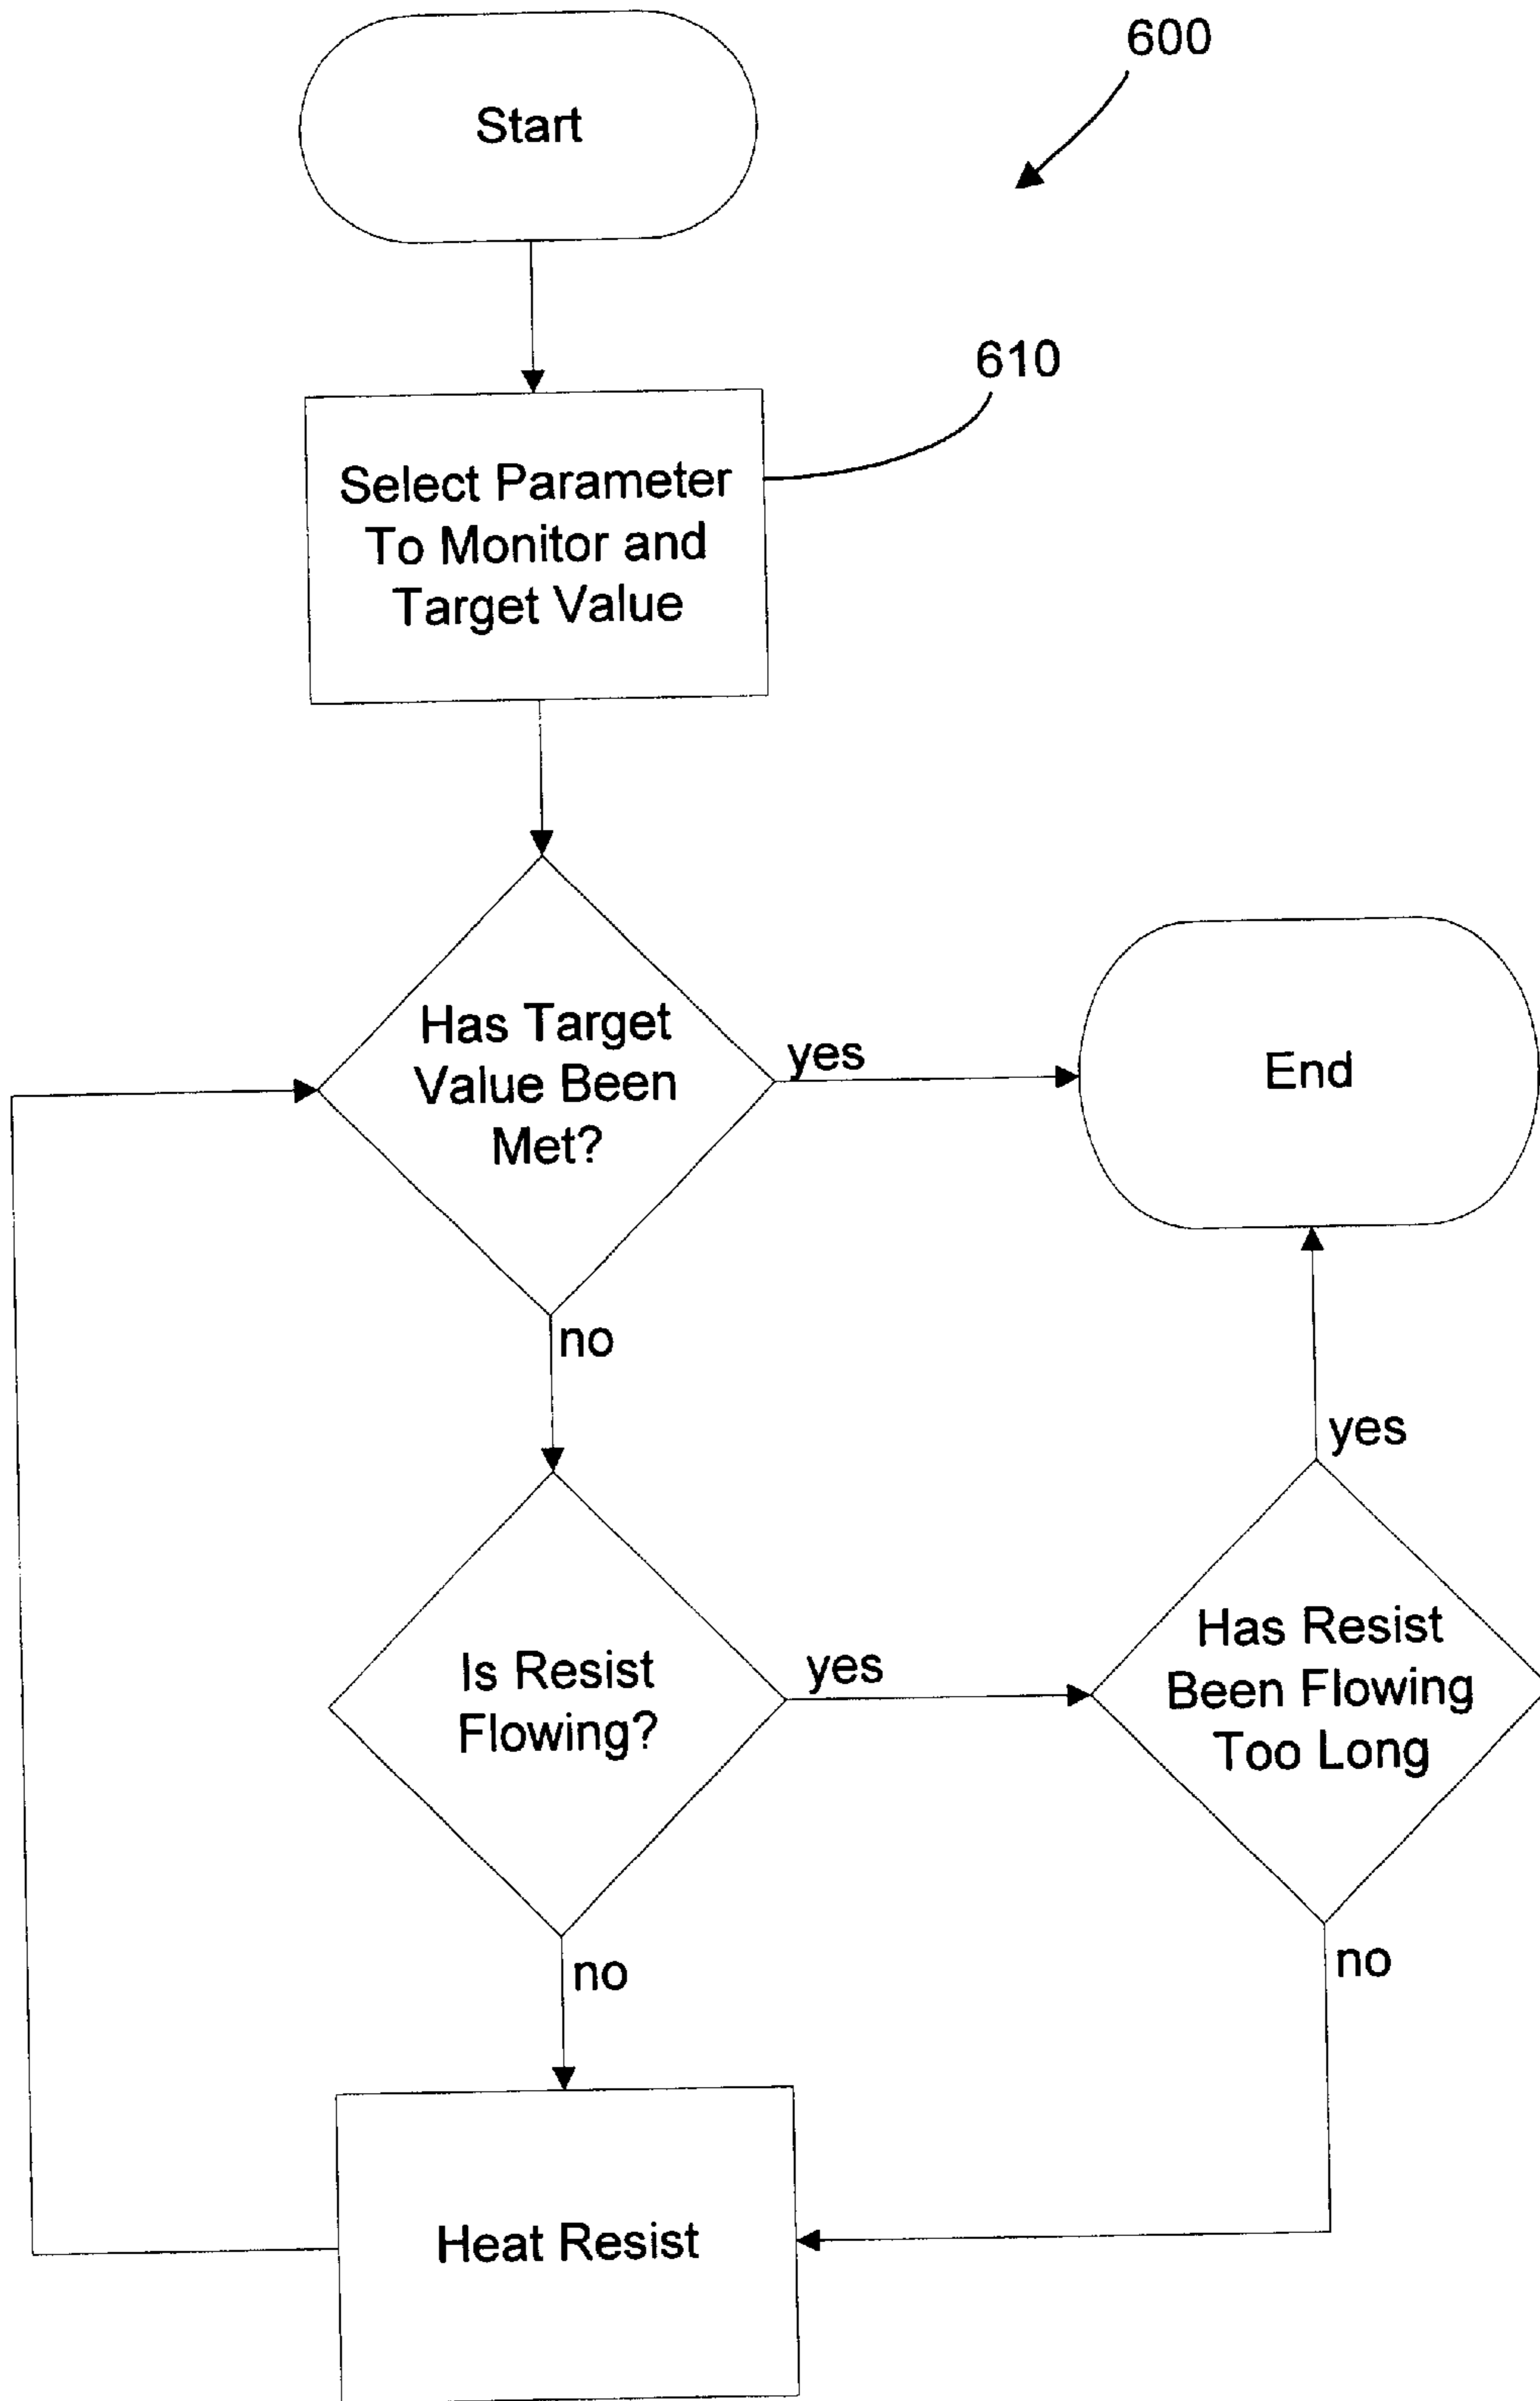 600
Start
610
Select Parameter
To Monitor and
Target Value
Has Target
Value Been
Met?
yes
End
no
yes
Is Resist
Flowing?
yes
Has Resist
Been Flowing
Too Long
no
no
Heat Resist